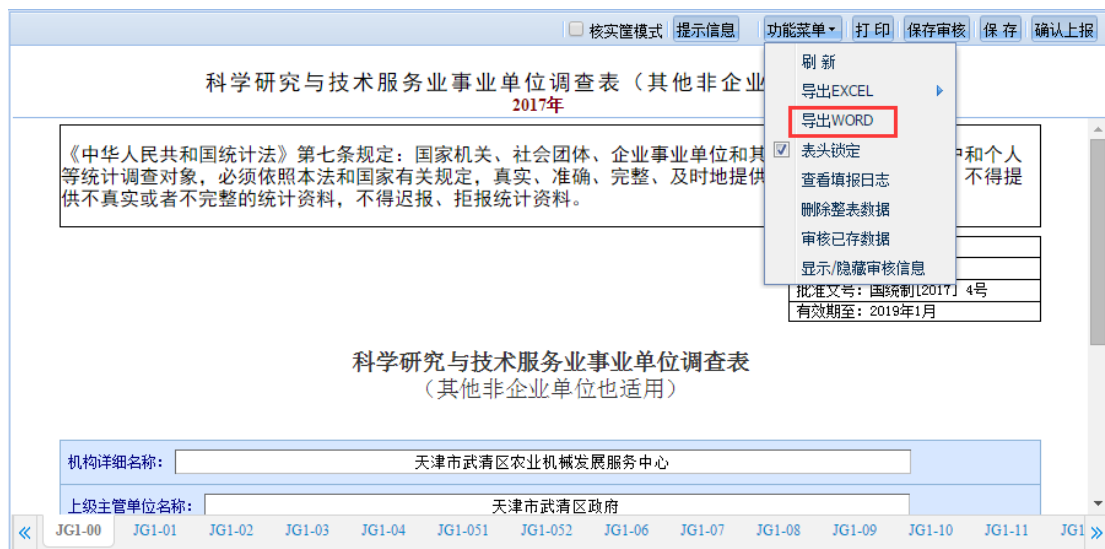 核实筐模式 提示信息 功能菜单 打 印 保存审核 保 存 确认上报
刷 新
导出EXCEL
导出WORD
表头锁定
查看填报日志
删除整表数据
审核已存数据
显示/隐藏审核信息
科学研究与技术服务业事业单位调查表（其他非企业
2017年
《中华人民共和国统计法》第七条规定：国家机关、社会团体、企业事业单位和其 和个人
等统计调查对象，必须依照本法和国家有关规定，真实、准确、完整、及时地提供 不得提
供不真实或者不完整的统计资料，不得迟报、拒报统计资料。
批准文号：国统制[2017] 4号
有效期至：2019年1月
科学研究与技术服务业事业单位调查表
（其他非企业单位也适用）
机构详细名称： 天津市武清区农业机械发展服务中心
上级主管单位名称： 天津市武清区政府
JG1-00 JG1-01 JG1-02 JG1-03 JG1-04 JG1-051 JG1-052 JG1-06 JG1-07 JG1-08 JG1-09 JG1-10 JG1-11 JG1